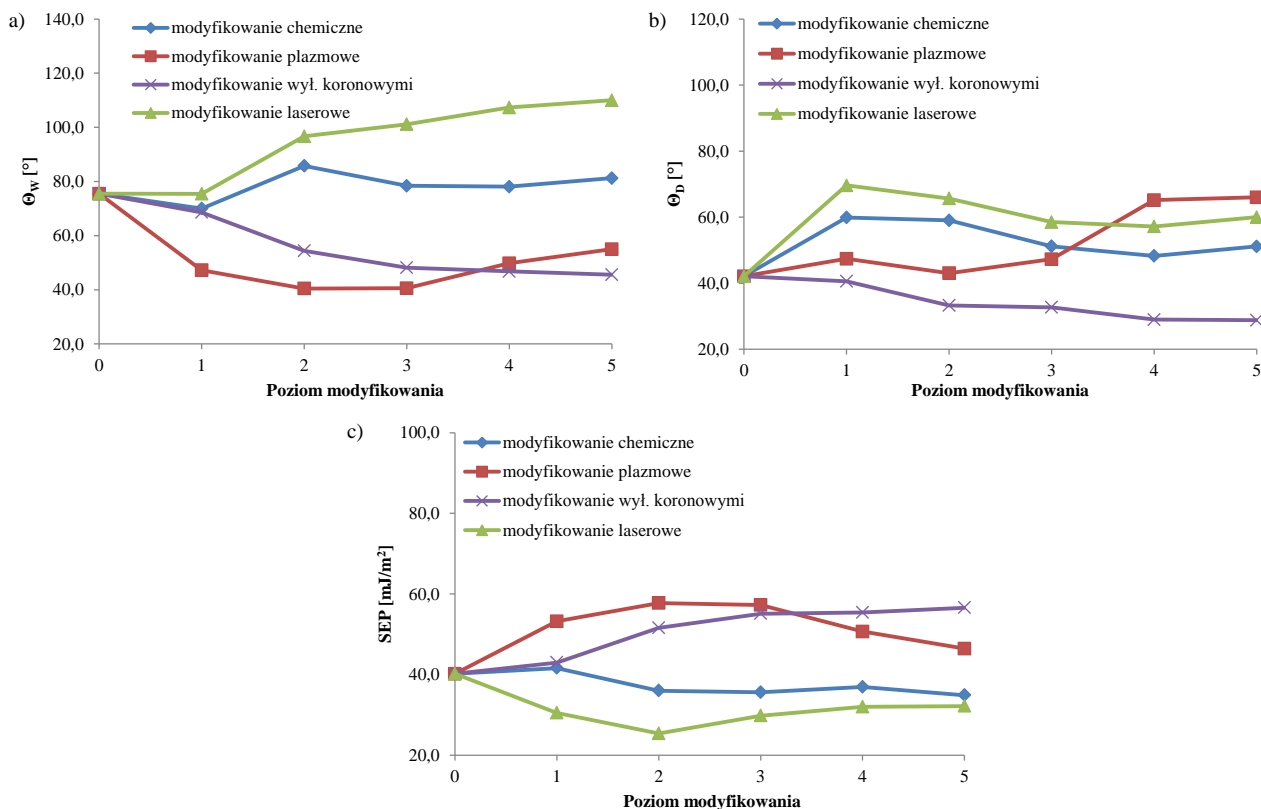 a)
140,0
120,0
100,0
80,0
60,0
40,0
20,0
Θw [°]
modyfikowanie chemiczne
modyfikowanie plazmowe
modyfikowanie wył. koronowymi
modyfikowanie laserowe
0 1 2 3 4 5
Poziom modyfikowania
b)
120,0
100,0
80,0
60,0
40,0
20,0
ΘD [°]
modyfikowanie chemiczne
modyfikowanie plazmowe
modyfikowanie wył. koronowymi
modyfikowanie laserowe
0 1 2 3 4 5
Poziom modyfikowania
c)
100,0
80,0
60,0
40,0
20,0
SEP [mJ/m²]
modyfikowanie chemiczne
modyfikowanie plazmowe
modyfikowanie wył. koronowymi
modyfikowanie laserowe
0 1 2 3 4 5
Poziom modyfikowania